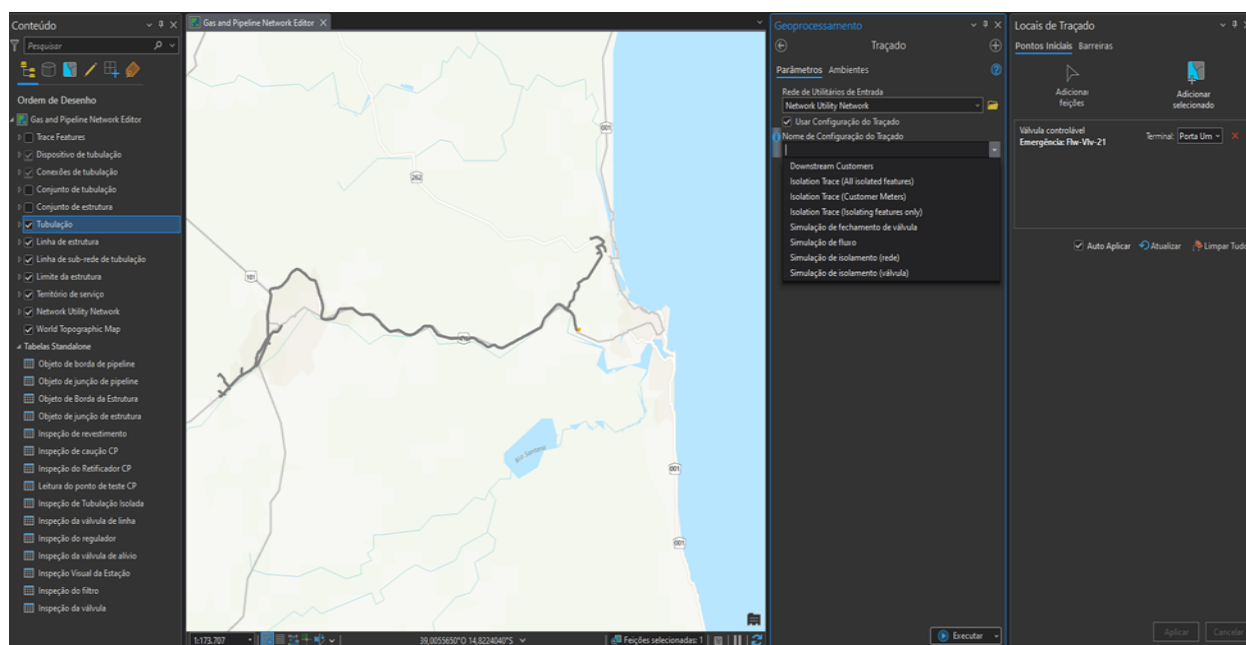 Conteúdo
Pesquisar
Ordem de Desenho
Gas and Pipeline Network Editor
Trace Features
Dispositivo de tubulação
Conexões de tubulação
Conjunto de tubulação
Conjunto de estrutura
Tubulação
Linha de estrutura
Linha de sub-rede de tubulação
Limite da estrutura
Território de serviço
Network Utility Network
World Topographic Map
Tabelas Standalone
Objeto de borda de pipeline
Objeto de junção de pipeline
Objeto de Borda da Estrutura
Objeto de junção de estrutura
Inspeção de revestimento
Inspeção de caução CP
Inspeção do Retificador CP
Leitura do ponto de teste CP
Inspeção de Tubulação Isolada
Inspeção da válvula de linha
Inspeção do regulador
Inspeção da válvula de alívio
Inspeção Visual da Estação
Inspeção do filtro
Inspeção da válvula
Gas and Pipeline Network Editor
001
262
101
001
001
1:173.707
39,0055650°O 14,8224040°S
Feições selecionadas: 1
Geoprocessamento
Traçado
Parâmetros Ambientes
Rede de Utilitários de Entrada
Network Utility Network
Usar Configuração do Traçado
Nome de Configuração do Traçado
Downstream Customers
Isolation Trace (All isolated features)
Isolation Trace (Customer Meters)
Isolation Trace (Isolating features only)
Simulação de fechamento de válvula
Simulação de fluxo
Simulação de isolamento (rede)
Simulação de isolamento (válvula)
Executar
Locais de Traçado
Pontos Iniciais Barreiras
Adicionar
feições
Adicionar
selecionado
Válvula controlável
Emergência: Flw-Vlv-21
Terminal: Porta Um
Auto Aplicar Atualizar Limpar Tudo
Aplicar Cancelar